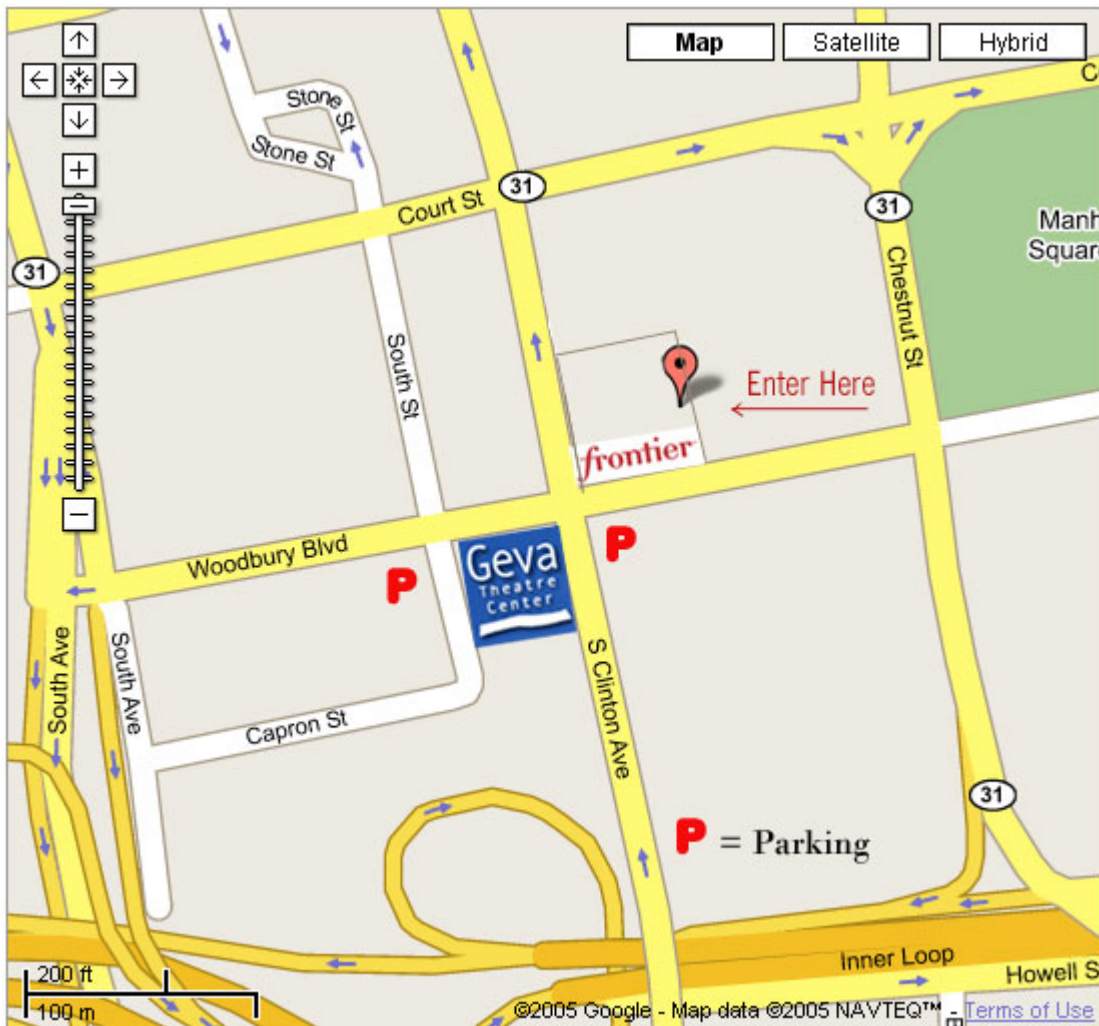 Map
Satellite
Hybrid
Stone St
Stone St
31
Court St
31
31
Manh
Squar
Chestnut St
South St
Enter Here
frontier
Woodbury Blvd
P
P
Geva
Theatre
Center
South Ave
South Ave
S Clinton Ave
Capron St
31
P = Parking
Inner Loop
Howell S
200 ft
100 m
©2005 Google - Map data ©2005 NAVTEQ™
Terms of Use